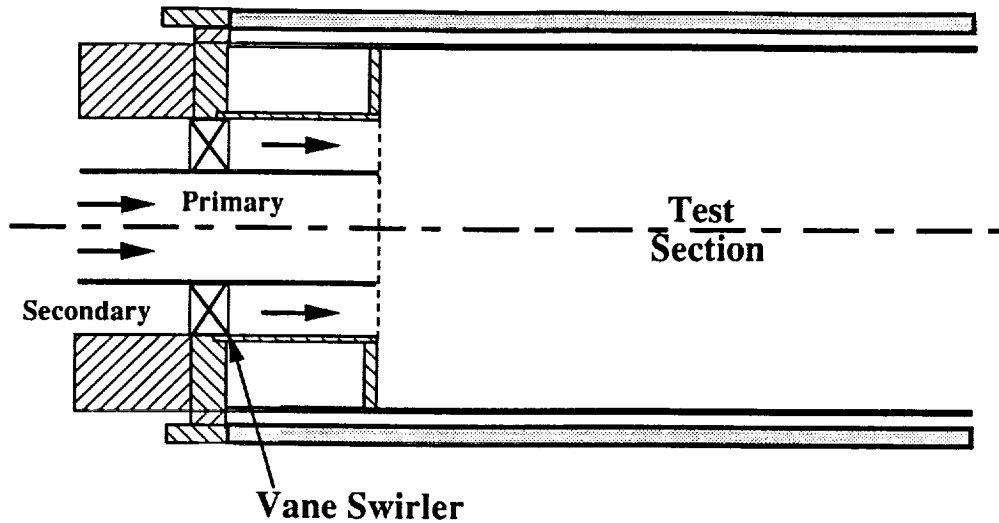 Primary
Test
Section
Secondary
Vane Swirler